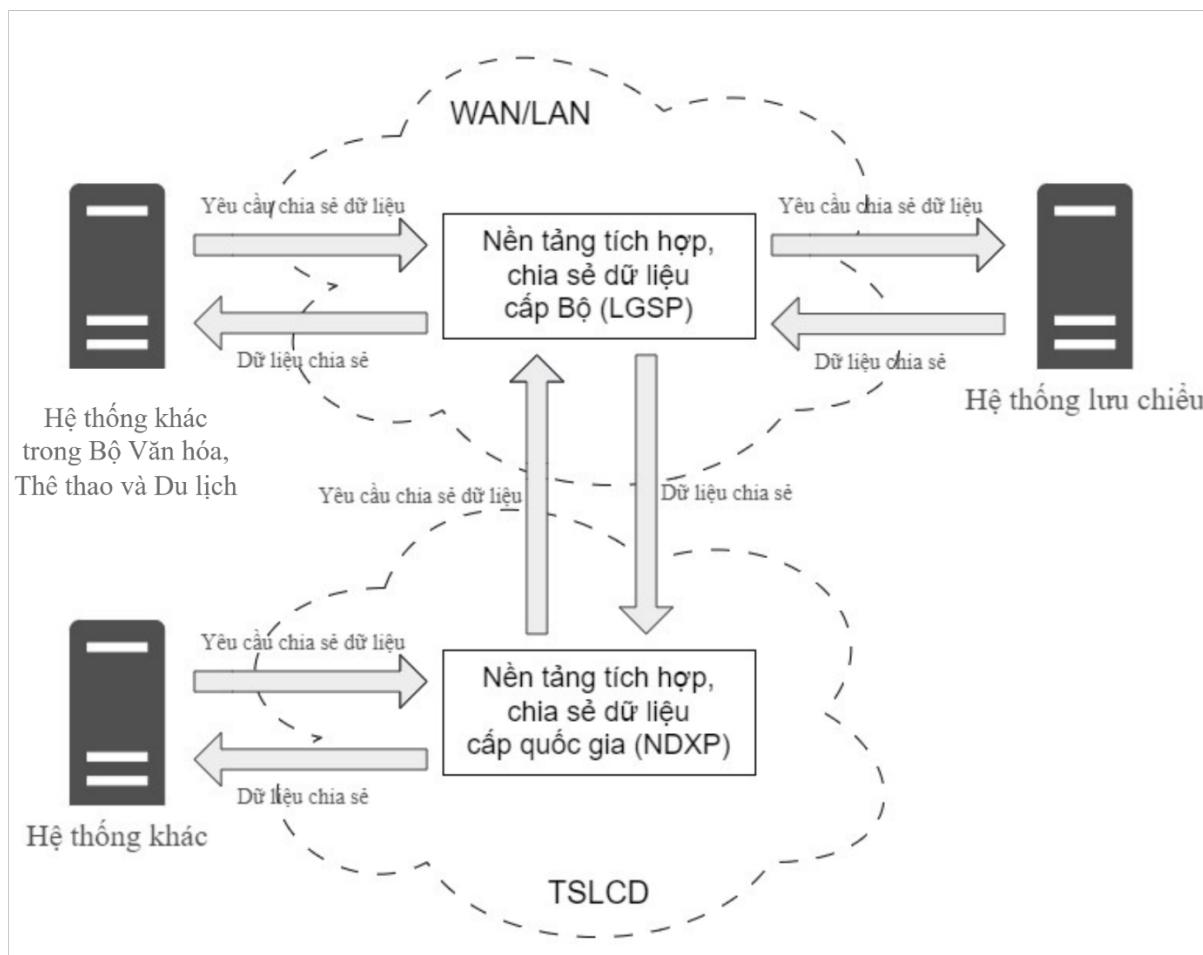 WAN/LAN
Yêu cầu chia sẻ dữ liệu
Yêu cầu chia sẻ dữ liệu
Nền tảng tích hợp,
chia sẻ dữ liệu
cấp Bộ (LGSP)
Dữ liệu chia sẻ
Dữ liệu chia sẻ
Hệ thống khác
trong Bộ Văn hóa,
Thê thao và Du lịch
Hệ thống lưu chiểu
Yêu cầu chia sẻ dữ liệu
Dữ liệu chia sẻ
Yêu cầu chia sẻ dữ liệu
Nền tảng tích hợp,
chia sẻ dữ liệu
cấp quốc gia (NDXP)
Dữ liệu chia sẻ
Hệ thống khác
TSLCD